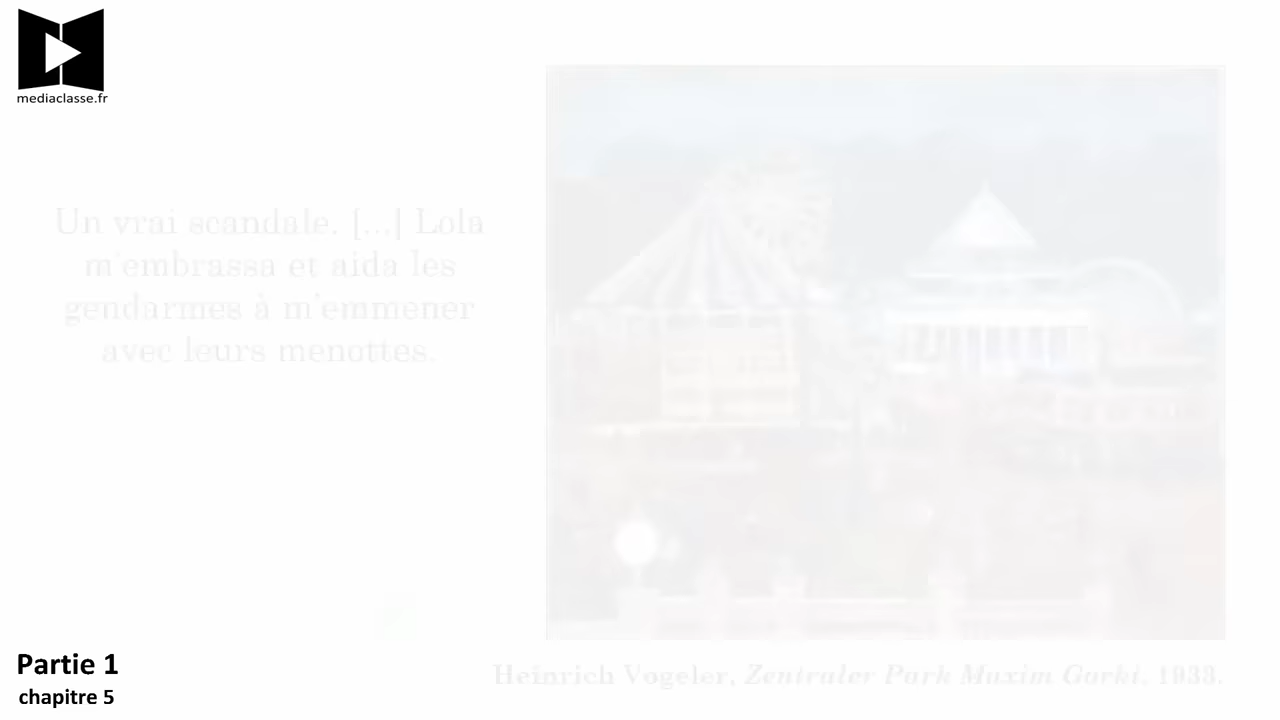 mediaclasse.fr
Un vrai scandale. [...] Lola
m'embrassa et aida les
gendarmes à m'emmener
avec leurs menottes.
Partie 1
chapitre 5
Heinrich Vogeler, Zentraler Park Maxim Gorki, 1933.